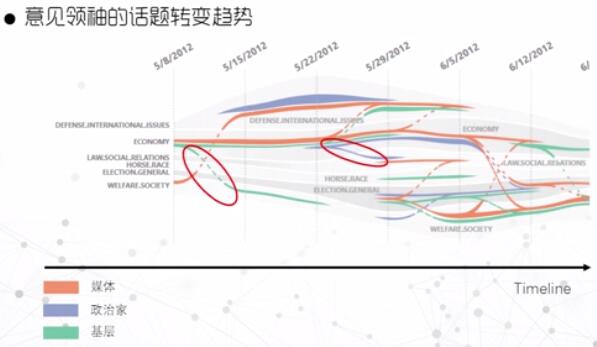 ● 意见领袖的话题转变趋势
5/8/2012
5/15/2012
5/22/2012
5/29/2012
6/5/2012
6/12/2012
6/
DEFENSE.INTERNATIONAL.ISSUES
DEFENSE.INTERNATIONAL.ISSUES
ECONOMY
ECONOMY
LAW.SOCIAL.RELATIONS
LAW.SOCIAL.RELATIONS
HORSE.RACE
ELECTION.GENERAL
HORSE.RACE
WELFARE.SOCIETY
ELECTION.GENERAL
WELFARE.SOCIETY
Timeline
媒体
政治家
基层